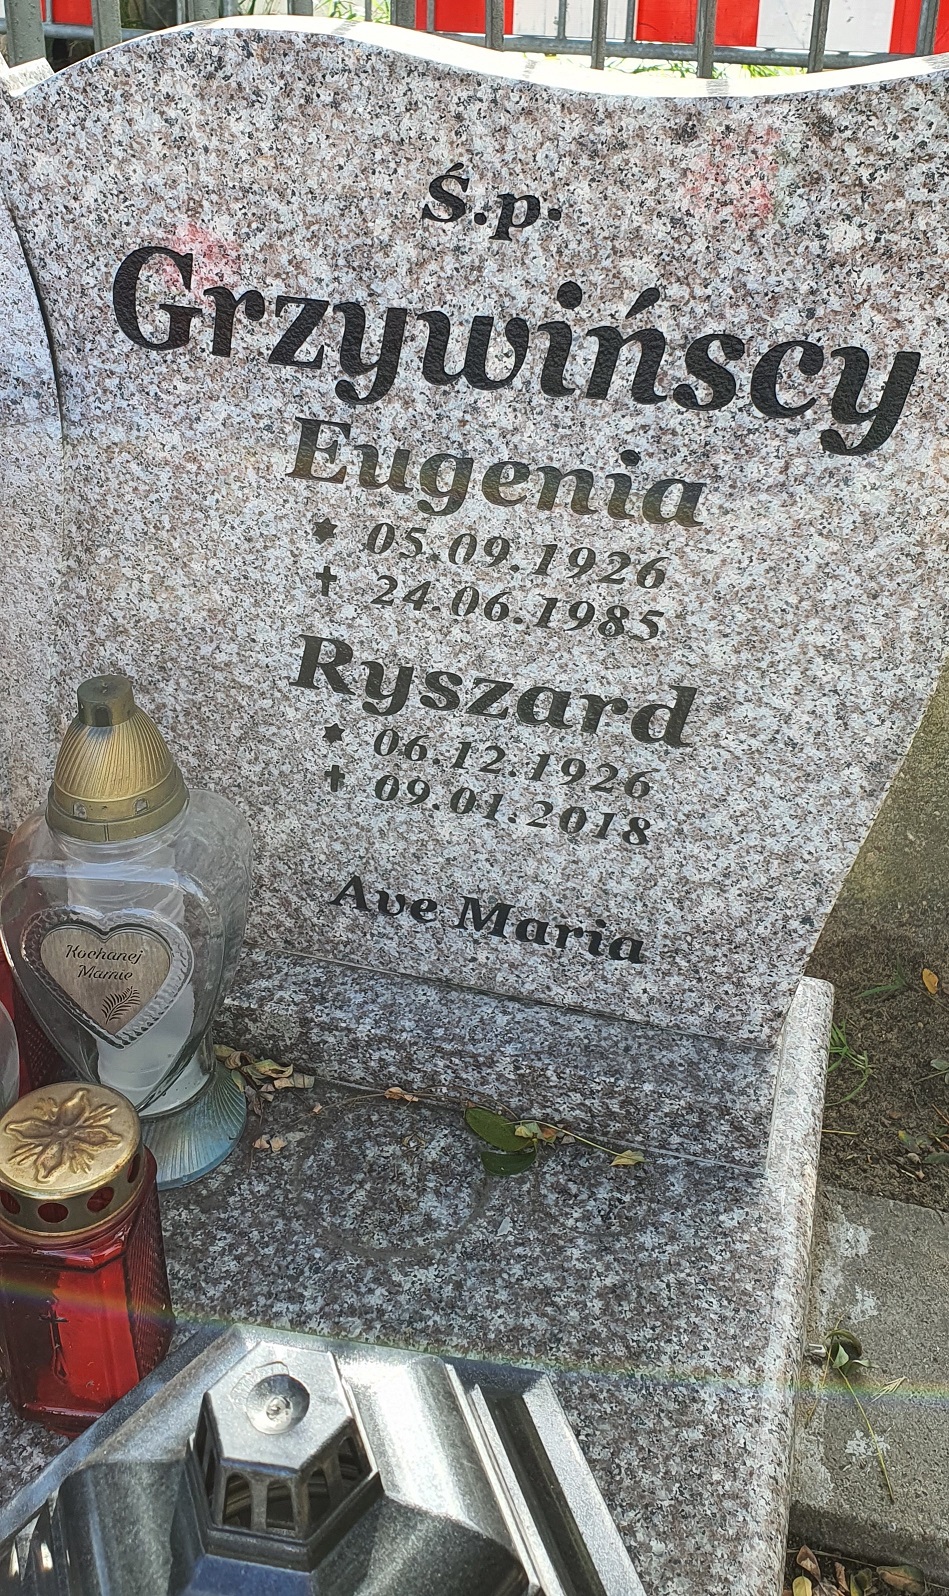 Ś.p.
Grzywińscy
Eugenia
★ 05.09.1926
✝ 24.06.1985
Ryszard
★ 06.12.1926
✝ 09.01.2018
Ave Maria
Kochanej
Mamie